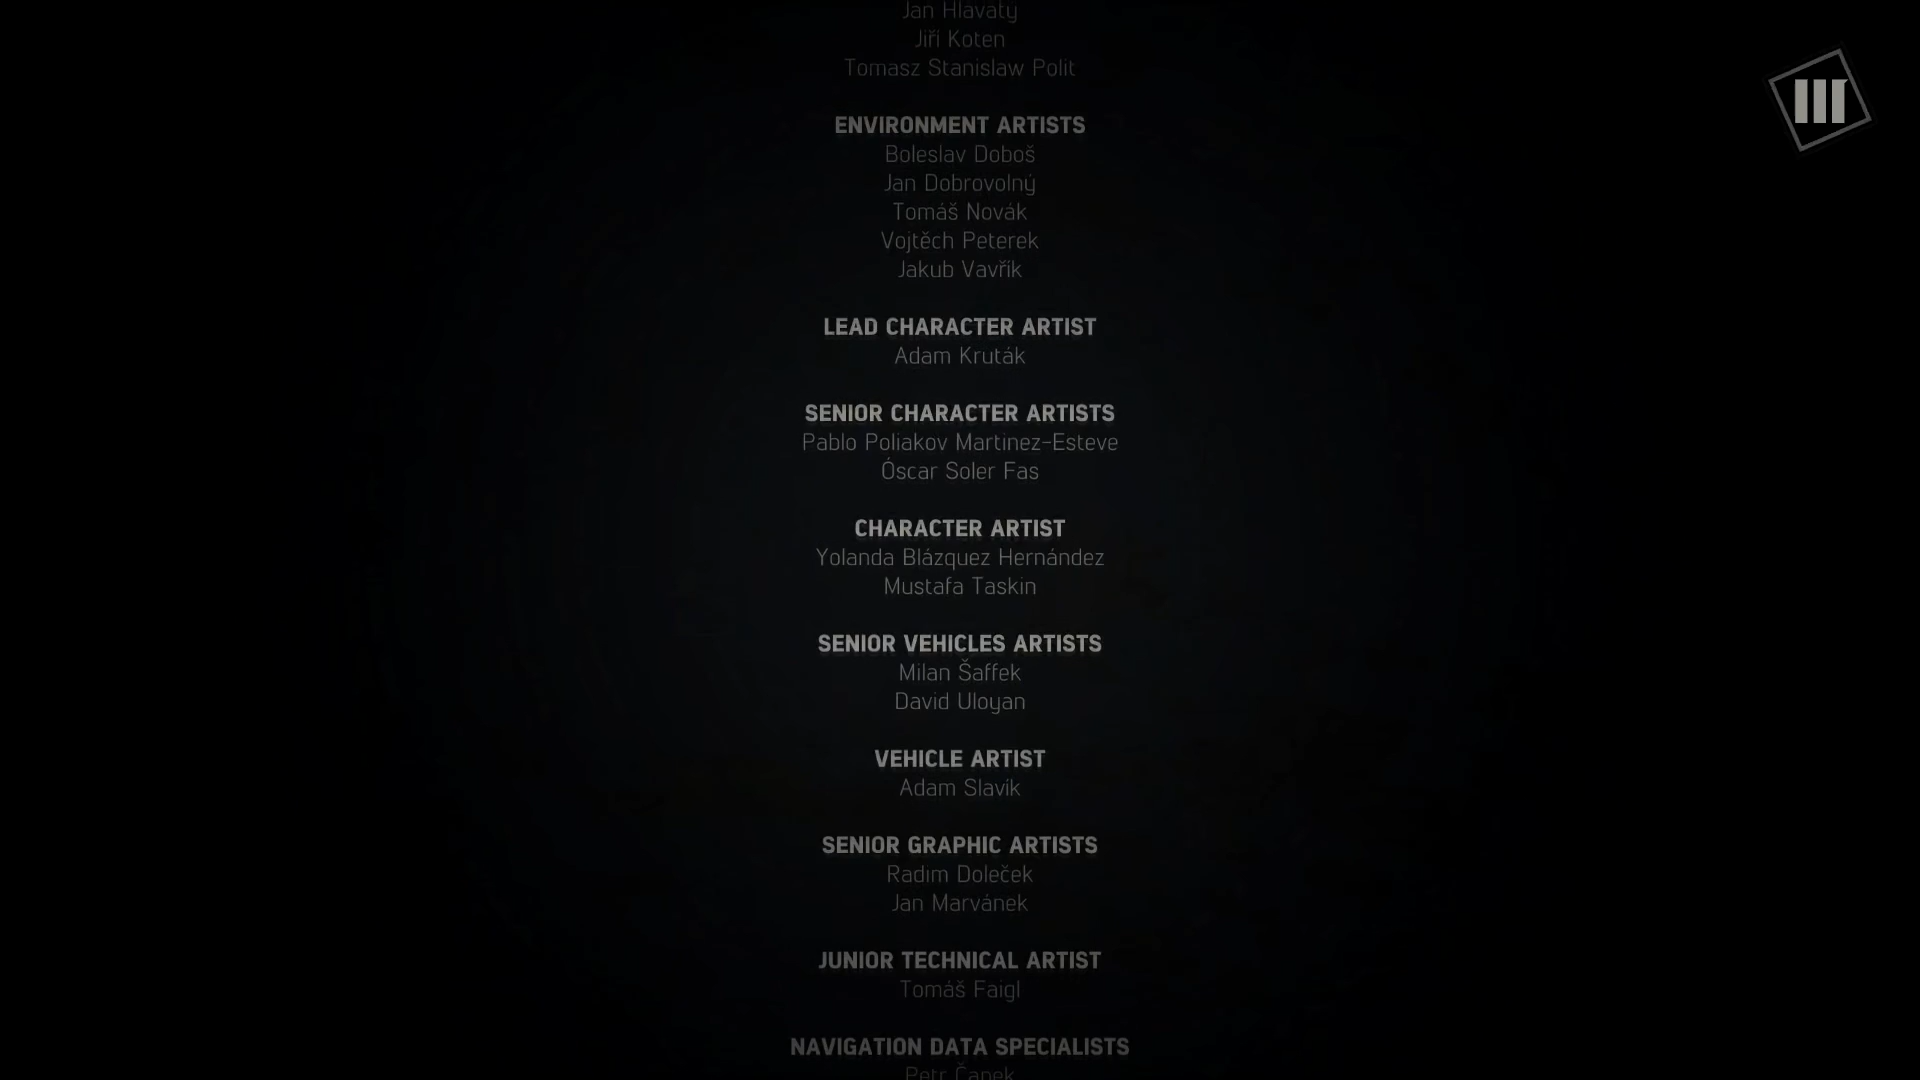 Jan Hlaváty
Jiří Koten
Tomasz Stanislaw Polit
ENVIRONMENT ARTISTS
Boleslav Doboš
Jan Dobrovolný
Tomáš Novák
Vojtěch Peterek
Jakub Vavřík
LEAD CHARACTER ARTIST
Adam Kruták
SENIOR CHARACTER ARTISTS
Pablo Poliakov Martinez-Esteve
Óscar Soler Fas
CHARACTER ARTIST
Yolanda Blázquez Hernández
Mustafa Taskin
SENIOR VEHICLES ARTISTS
Milan Šaffek
David Uloyan
VEHICLE ARTIST
Adam Slavík
SENIOR GRAPHIC ARTISTS
Radim Doleček
Jan Marvánek
JUNIOR TECHNICAL ARTIST
Tomáš Faigl
NAVIGATION DATA SPECIALISTS
Petr Čapek